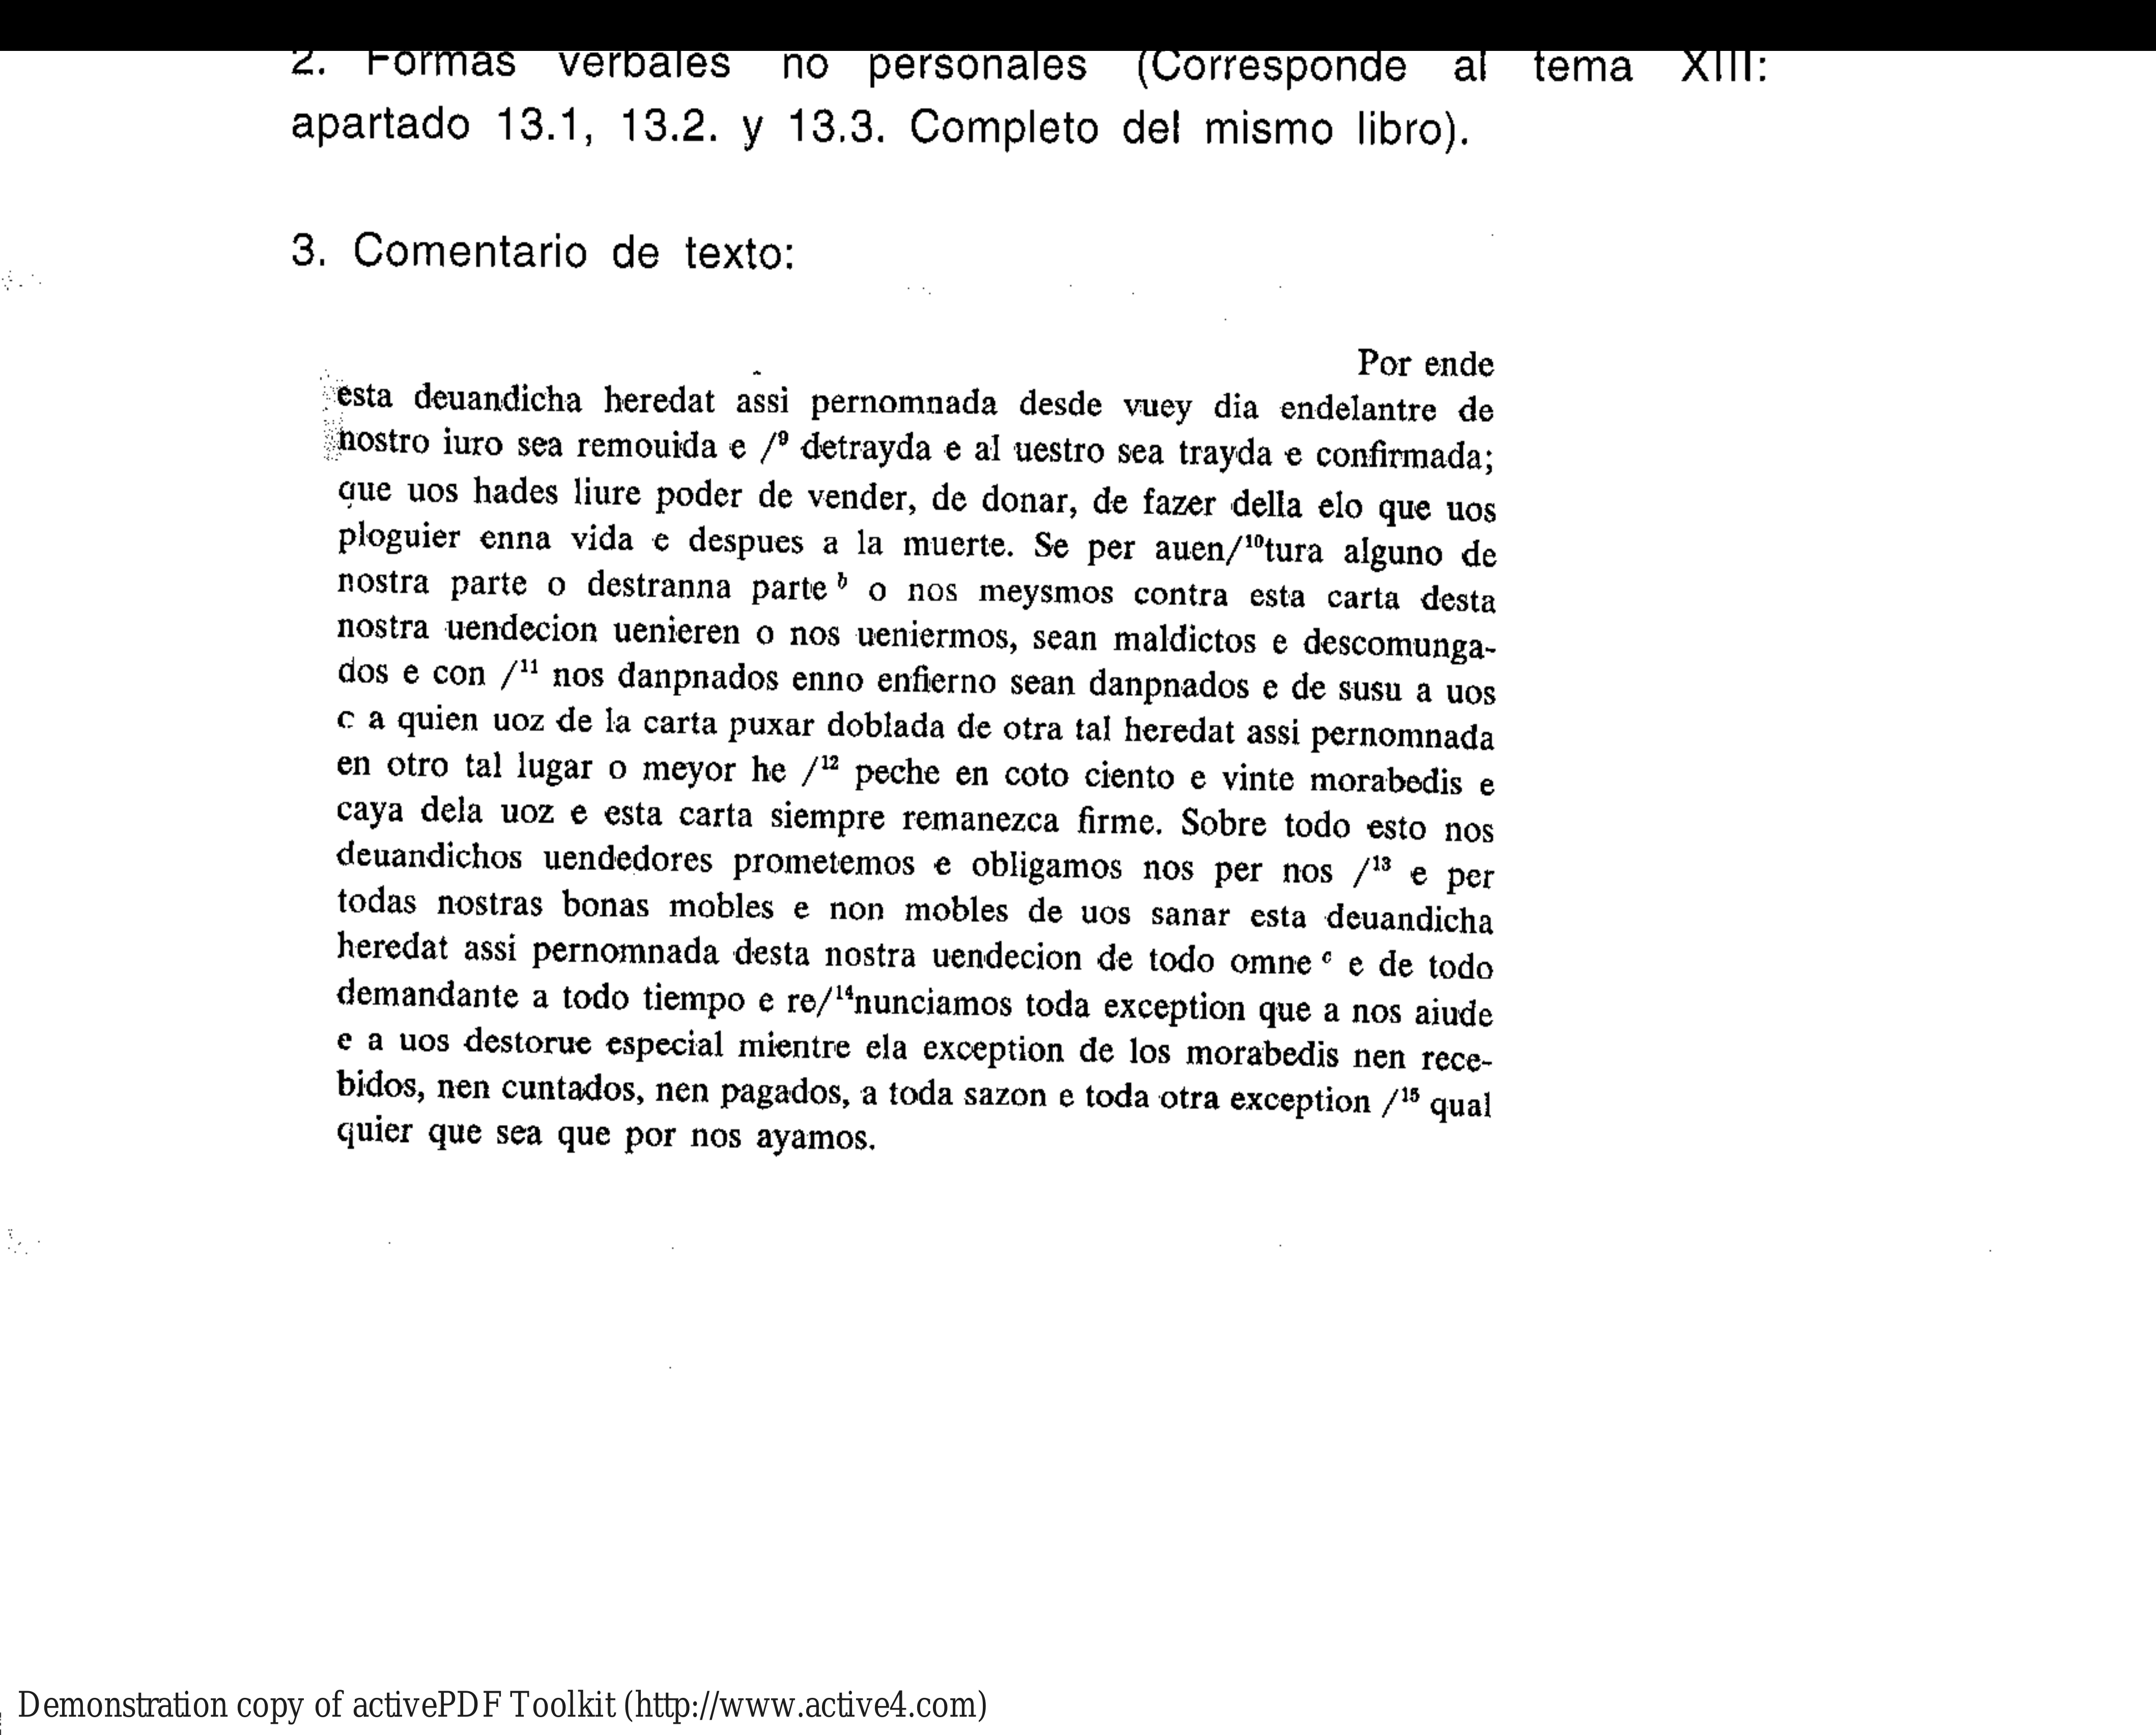 2. Formas verbales no personales (Corresponde al tema XIII:
apartado 13.1, 13.2. y 13.3. Completo del mismo libro).
3. Comentario de texto:
Por ende
esta deuandicha heredat assi pernomnada desde vuey dia endelantre de
nostro iuro sea remouida e /⁹ detrayda e al uestro sea trayda e confirmada;
que uos hades liure poder de vender, de donar, de fazer della elo que uos
ploguier enna vida e despues a la muerte. Se per auen/¹⁰tura alguno de
nostra parte o destranna parte ᵇ o nos meysmos contra esta carta desta
nostra uendecion uenieren o nos ueniermos, sean maldictos e descomunga-
dos e con /¹¹ nos danpnados enno enfierno sean danpnados e de susu a uos
e a quien uoz de la carta puxar doblada de otra tal heredat assi pernomnada
en otro tal lugar o meyor he /¹² peche en coto ciento e vinte morabedis e
caya dela uoz e esta carta siempre remanezca firme. Sobre todo esto nos
deuandichos uendedores prometemos e obligamos nos per nos /¹³ e per
todas nostras bonas mobles e non mobles de uos sanar esta deuandicha
heredat assi pernomnada desta nostra uendecion de todo omne ᶜ e de todo
demandante a todo tiempo e re/¹⁴nunciamos toda exception que a nos aiude
e a uos destorue especial mientre ela exception de los morabedis nen rece-
bidos, nen cuntados, nen pagados, a toda sazon e toda otra exception /¹⁵ qual
quier que sea que por nos ayamos.
Demonstration copy of activePDF Toolkit (http://www.active4.com)